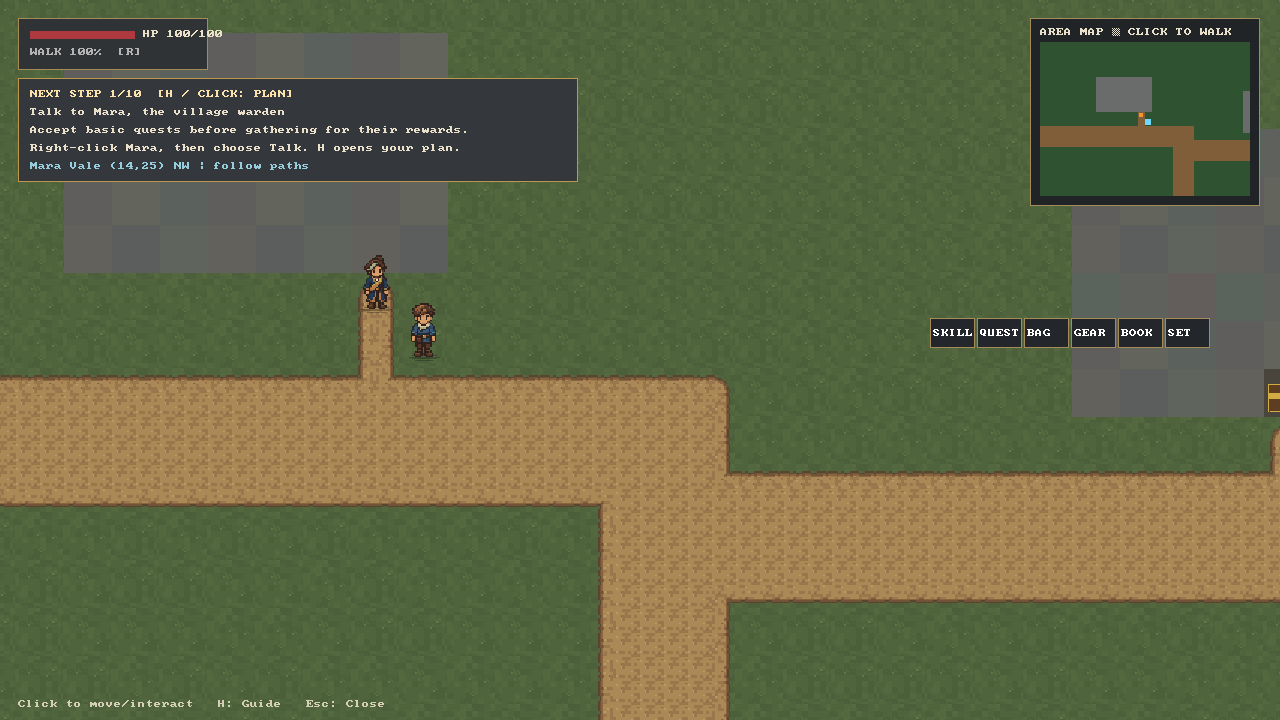 HP 100/100
WALK 100% [R]
NEXT STEP 1/10 [H / CLICK: PLAN]
Talk to Mara, the village warden
Accept basic quests before gathering for their rewards.
Right-click Mara, then choose Talk. H opens your plan.
Mara Vale (14,25) NW ¦ follow paths
AREA MAP ▒ CLICK TO WALK
SKILL QUEST BAG GEAR BOOK SET
Click to move/interact H: Guide Esc: Close